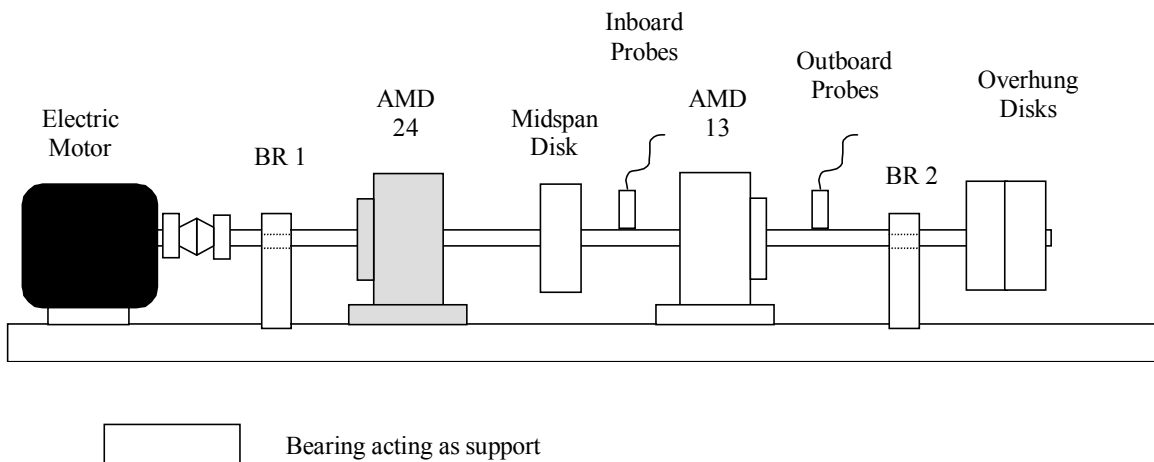 Inboard
Probes
Outboard
Probes
Overhung
Disks
AMD
24
AMD
13
Midspan
Disk
Electric
Motor
BR 1
BR 2
Bearing acting as support